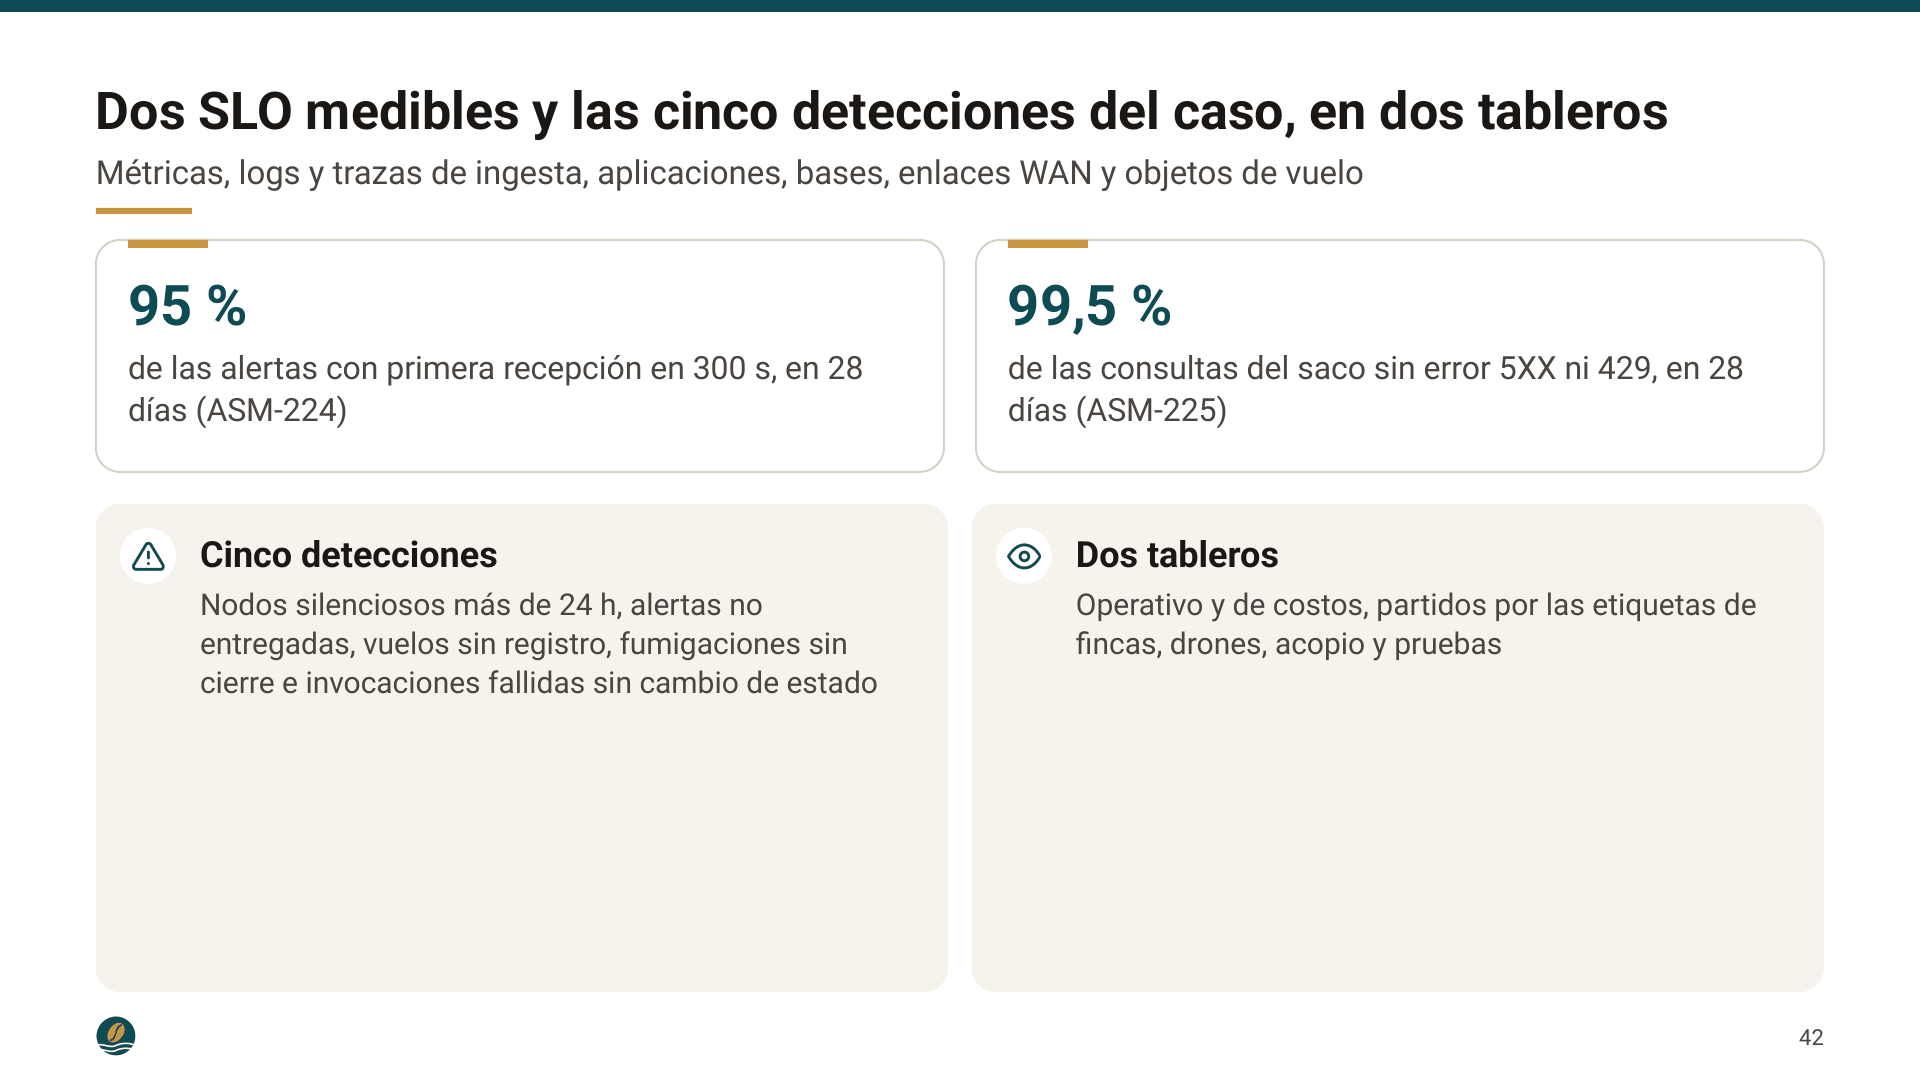 Dos SLO medibles y las cinco detecciones del caso, en dos tableros
Métricas, logs y trazas de ingesta, aplicaciones, bases, enlaces WAN y objetos de vuelo
95 %
de las alertas con primera recepción en 300 s, en 28
días (ASM-224)
99,5 %
de las consultas del saco sin error 5XX ni 429, en 28
días (ASM-225)
Cinco detecciones
Nodos silenciosos más de 24 h, alertas no
entregadas, vuelos sin registro, fumigaciones sin
cierre e invocaciones fallidas sin cambio de estado
Dos tableros
Operativo y de costos, partidos por las etiquetas de
fincas, drones, acopio y pruebas
42